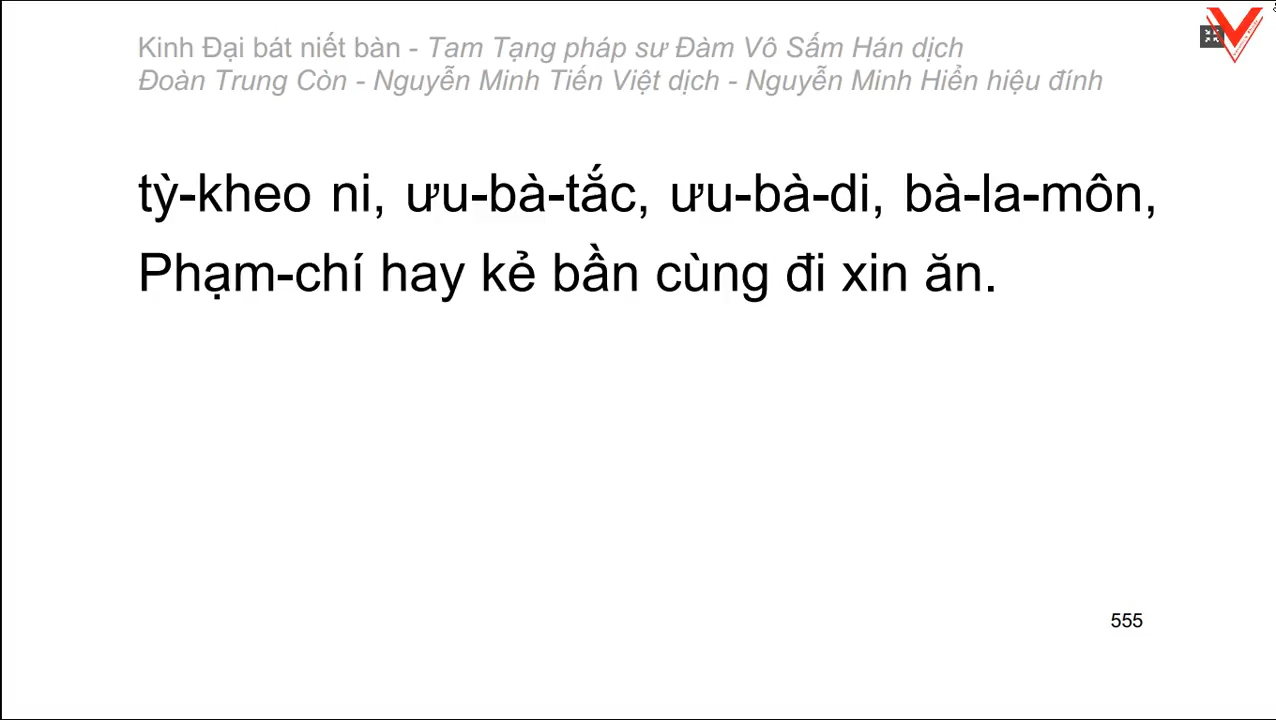 Kinh Đại bát niết bàn - Tam Tạng pháp sư Đàm Vô Sấm Hán dịch
Đoàn Trung Còn - Nguyễn Minh Tiến Việt dịch - Nguyễn Minh Hiển hiệu đính
tỳ-kheo ni, ưu-bà-tắc, ưu-bà-di, bà-la-môn,
Phạm-chí hay kẻ bần cùng đi xin ăn.
555